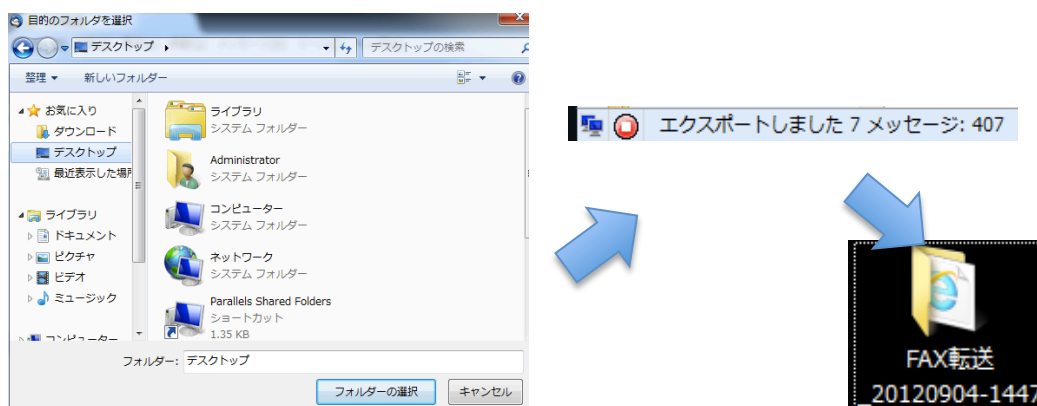 目的のフォルダを選択
デスクトップ
デスクトップの検索
整理 新しいフォルダー
お気に入り
ダウンロード
デスクトップ
最近表示した場所
ライブラリ
ドキュメント
ピクチャ
ビデオ
ミュージック
コンピューター
ライブラリ
システム フォルダー
Administrator
システム フォルダー
コンピューター
システム フォルダー
ネットワーク
システム フォルダー
Parallels Shared Folders
ショートカット
1.35 KB
フォルダー: デスクトップ
フォルダーの選択 キャンセル
エクスポートしました 7 メッセージ: 407
FAX転送
_20120904-1447